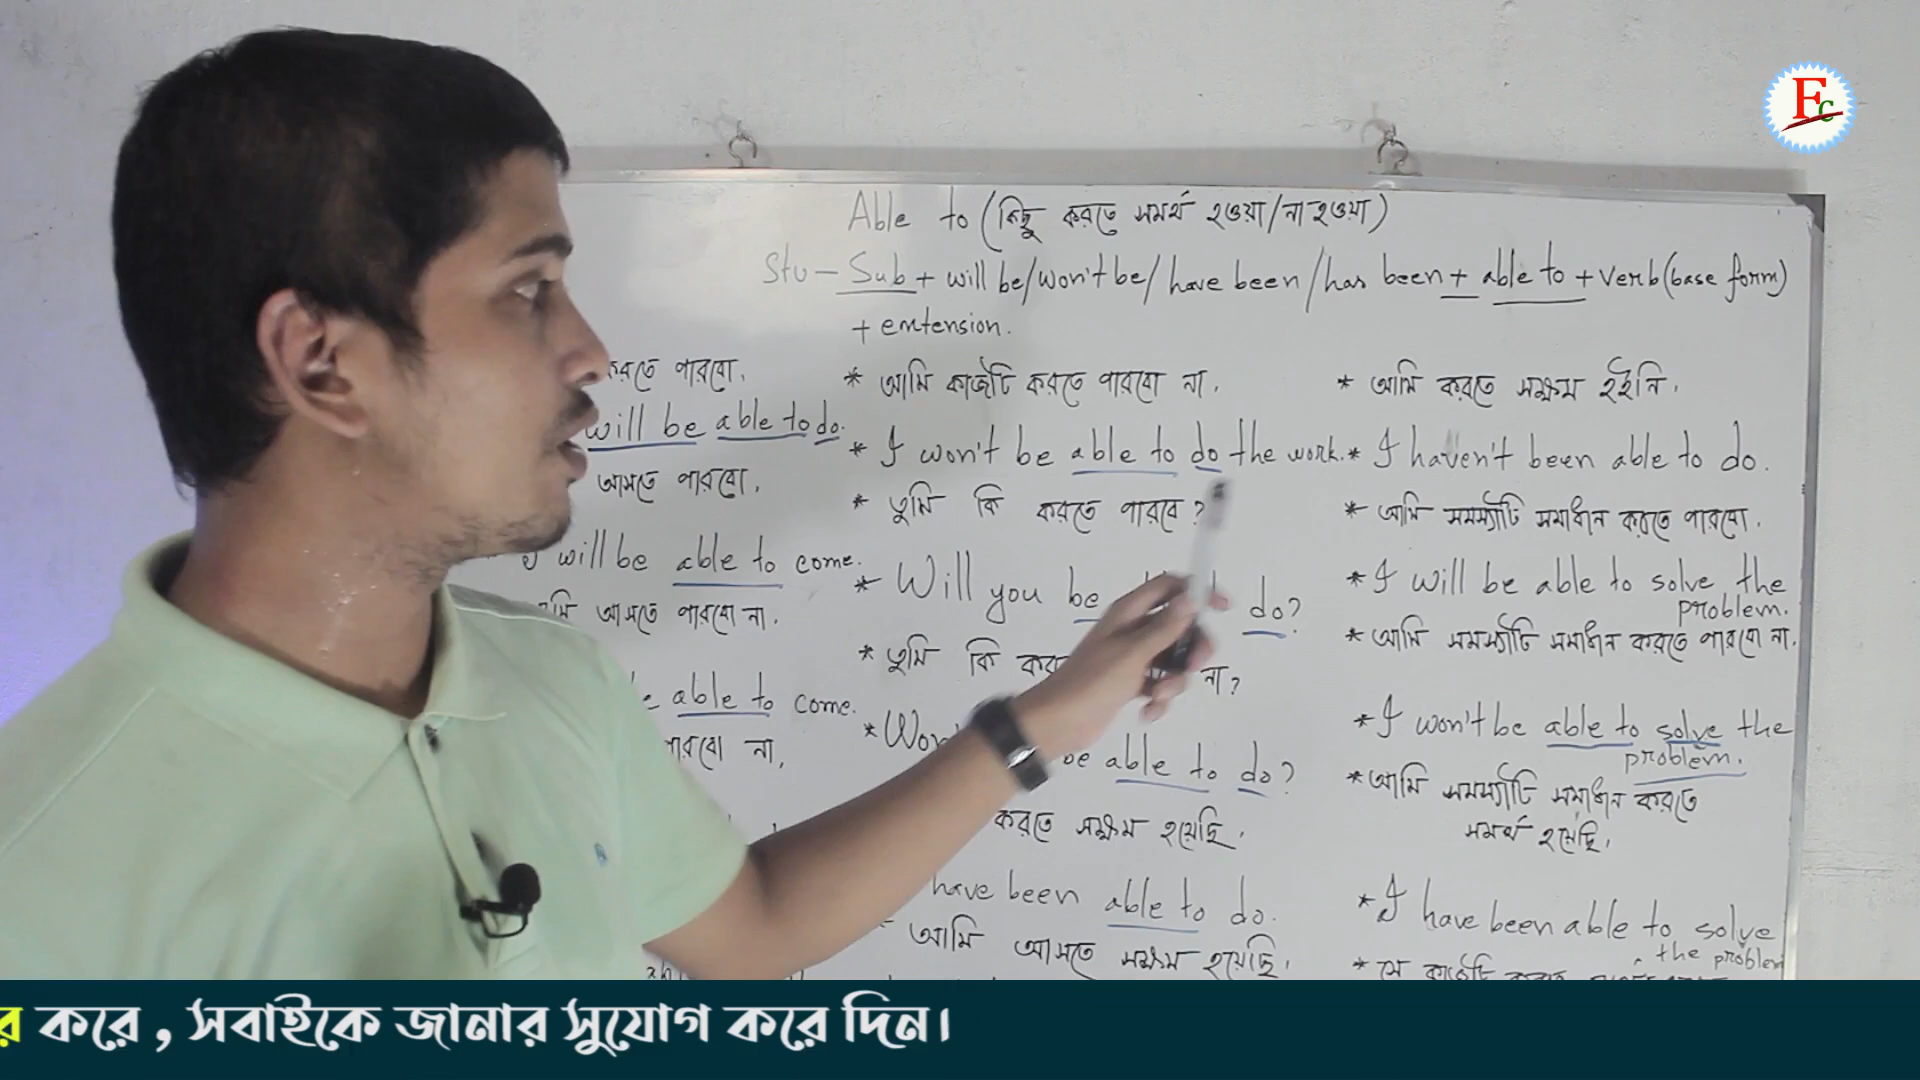 Fc
Able to (কিছু করতে সমর্থ হওয়া/না হওয়া)
Stu - Sub + will be/won't be/have been/has been + able to + verb (base form)
+ emtension.
করতে পারবো.
will be able to do.
আসতে পারবো.
will be able to come.
আসতে পারবো না.
able to come.
পারবো না.
* আমি কাজটি করতে পারবো না.
* I won't be able to do the work.
* তুমি কি করতে পারবে?
* Will you be do?
* তুমি কি না?
* be able to do?
করতে সক্ষম হয়েছি.
have been able to do.
আমি আসতে সক্ষম হয়েছি.
* আমি করতে সক্ষম হইনি.
* I haven't been able to do.
* আমি সমস্যাটি সমাধান করতে পারবো.
* I will be able to solve the
problem.
* আমি সমস্যাটি সমাধান করতে পারবো না.
* I won't be able to solve the
problem.
* আমি সমস্যাটি সমাধান করতে
সমর্থ হয়েছি.
* I have been able to solve
the problem
* সে
র করে, সবাইকে জানার সুযোগ করে দিন।